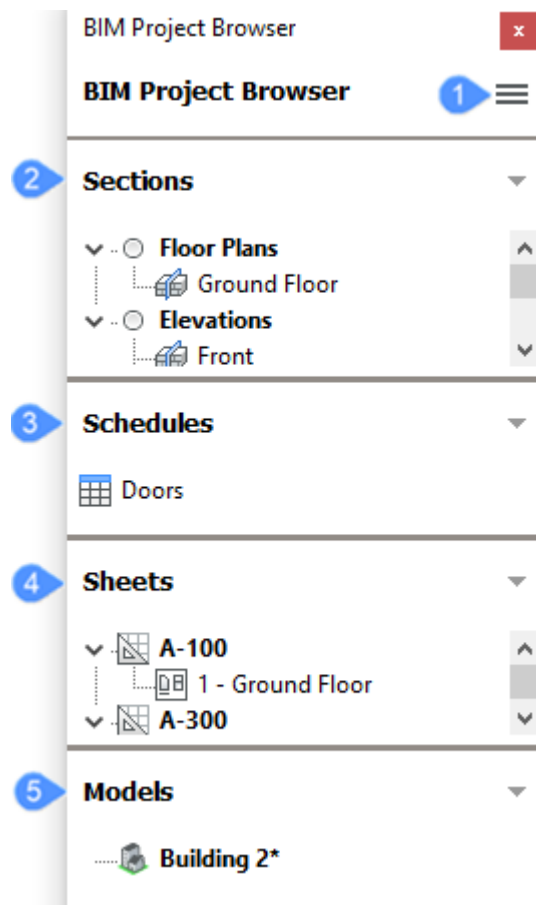 BIM Project Browser
x
BIM Project Browser
1
2 Sections
Floor Plans
Ground Floor
Elevations
Front
3 Schedules
Doors
4 Sheets
A-100
1 - Ground Floor
A-300
5 Models
Building 2*